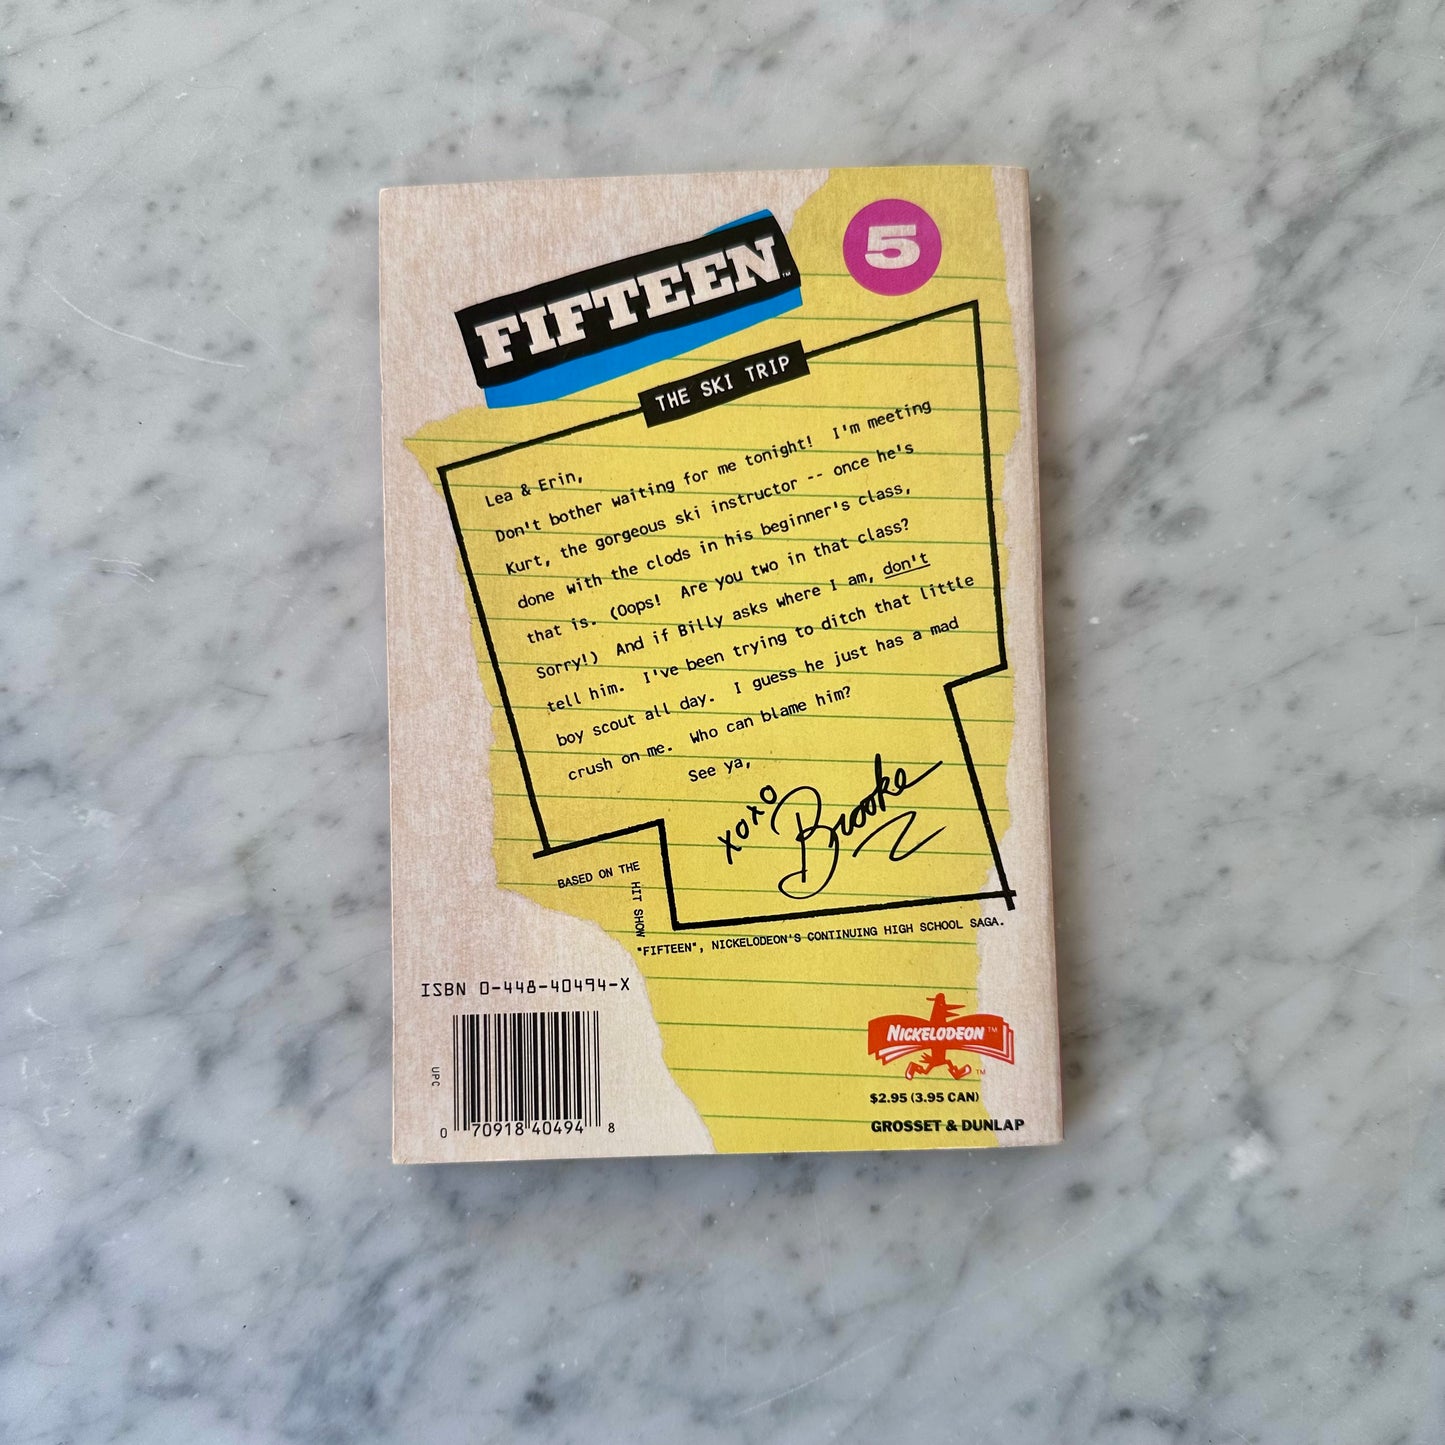 FIFTEEN™
5
THE SKI TRIP
Lea & Erin,
Don't bother waiting for me tonight! I'm meeting
Kurt, the gorgeous ski instructor -- once he's
done with the clods in his beginner's class,
that is. (Oops! Are you two in that class?
Sorry!) And if Billy asks where I am, don't
tell him. I've been trying to ditch that little
boy scout all day. I guess he just has a mad
crush on me. Who can blame him?
See ya,
xoxo Brooke
BASED ON THE
HIT SHOW
"FIFTEEN", NICKELODEON'S CONTINUING HIGH SCHOOL SAGA.
ISBN 0-448-40494-X
UPC
0 70918 40494 8
NICKELODEON™
TM
$2.95 (3.95 CAN)
GROSSET & DUNLAP